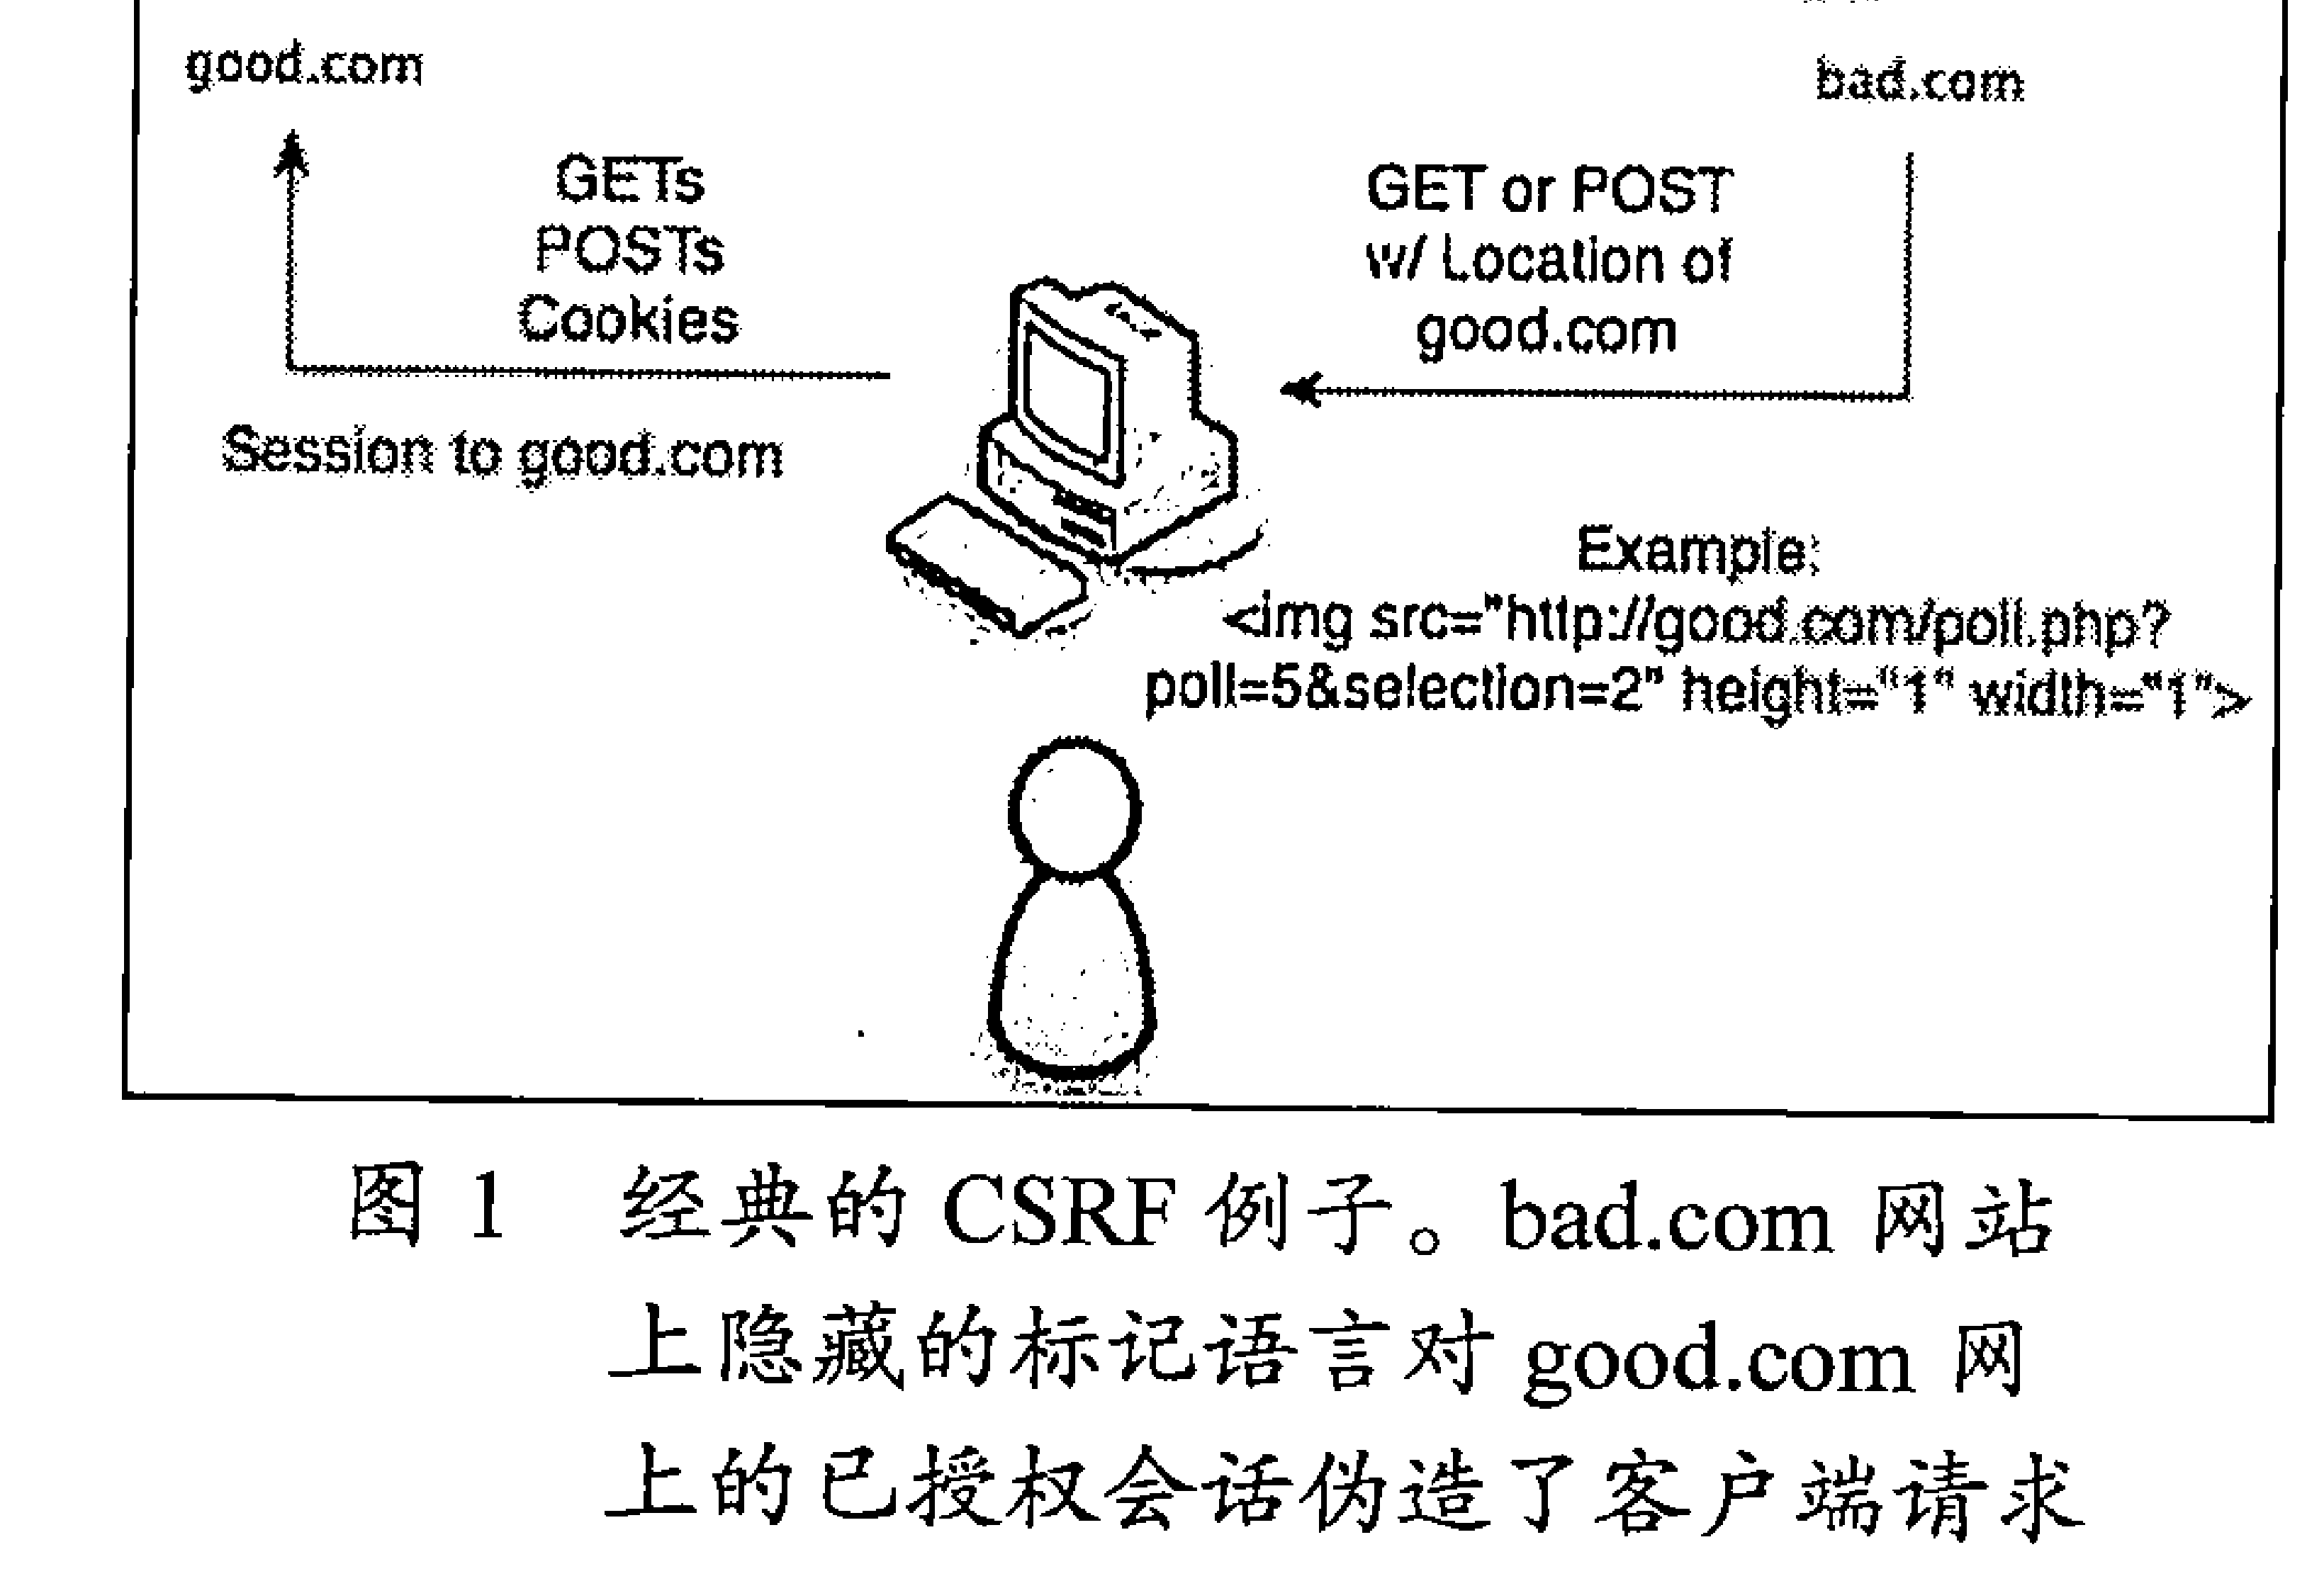 good.com
bad.com
GETs
POSTs
Cookies
GET or POST
w/ Location of
good.com
Session to good.com
Example:
<img src="http://good.com/poll.php?
poll=5&selection=2" height="1" width="1">
图 1 经典的 CSRF 例子。bad.com 网站
上隐藏的标记语言对 good.com 网
上的已授权会话伪造了客户端请求